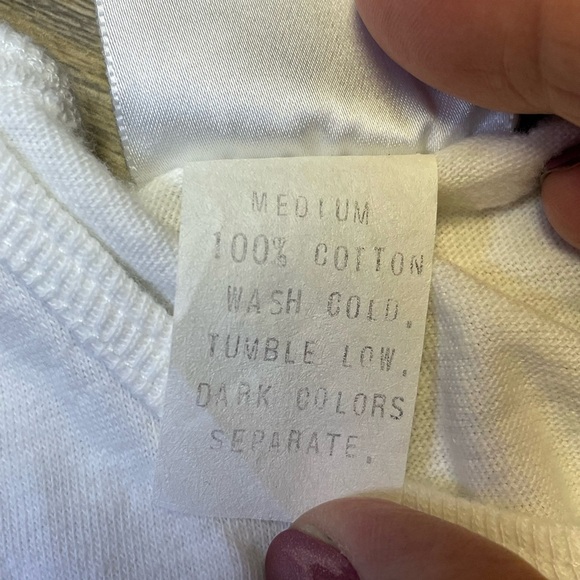 MEDIUM
100% COTTON
WASH COLD.
TUMBLE LOW.
DARK COLORS
SEPARATE.